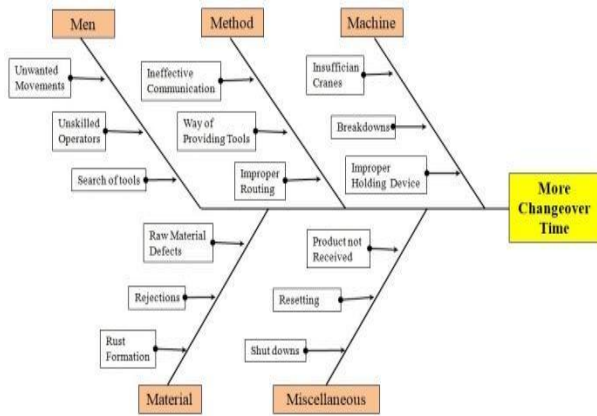 Men
Method
Machine
Unwanted
Movements
Ineffective
Communication
Insuffician
Cranes
Unskilled
Operators
Way of
Providing Tools
Breakdowns
Search of tools
Improper
Routing
Improper
Holding Device
More
Changeover
Time
Raw Material
Defects
Product not
Received
Rejections
Resetting
Rust
Formation
Shut downs
Material
Miscellaneous